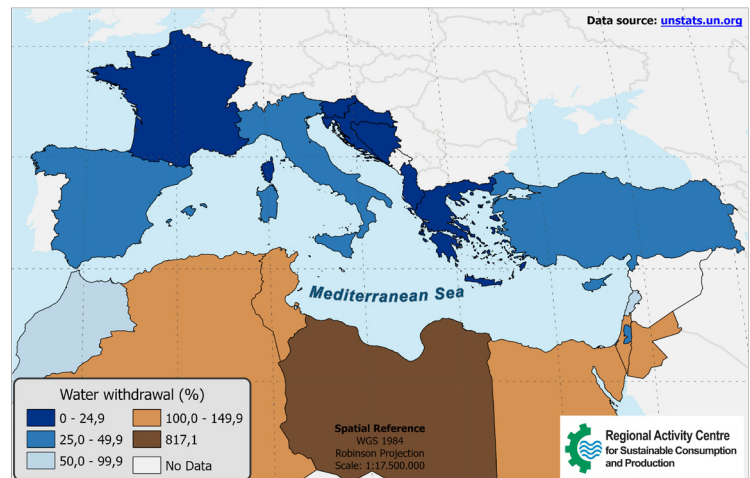 Data source: unstats.un.org
Mediterranean Sea
Water withdrawal (%)
0 - 24,9
25,0 - 49,9
50,0 - 99,9
100,0 - 149,9
817,1
No Data
Spatial Reference
WGS 1984
Robinson Projection
Scale: 1:17.500.000
Regional Activity Centre
for Sustainable Consumption
and Production